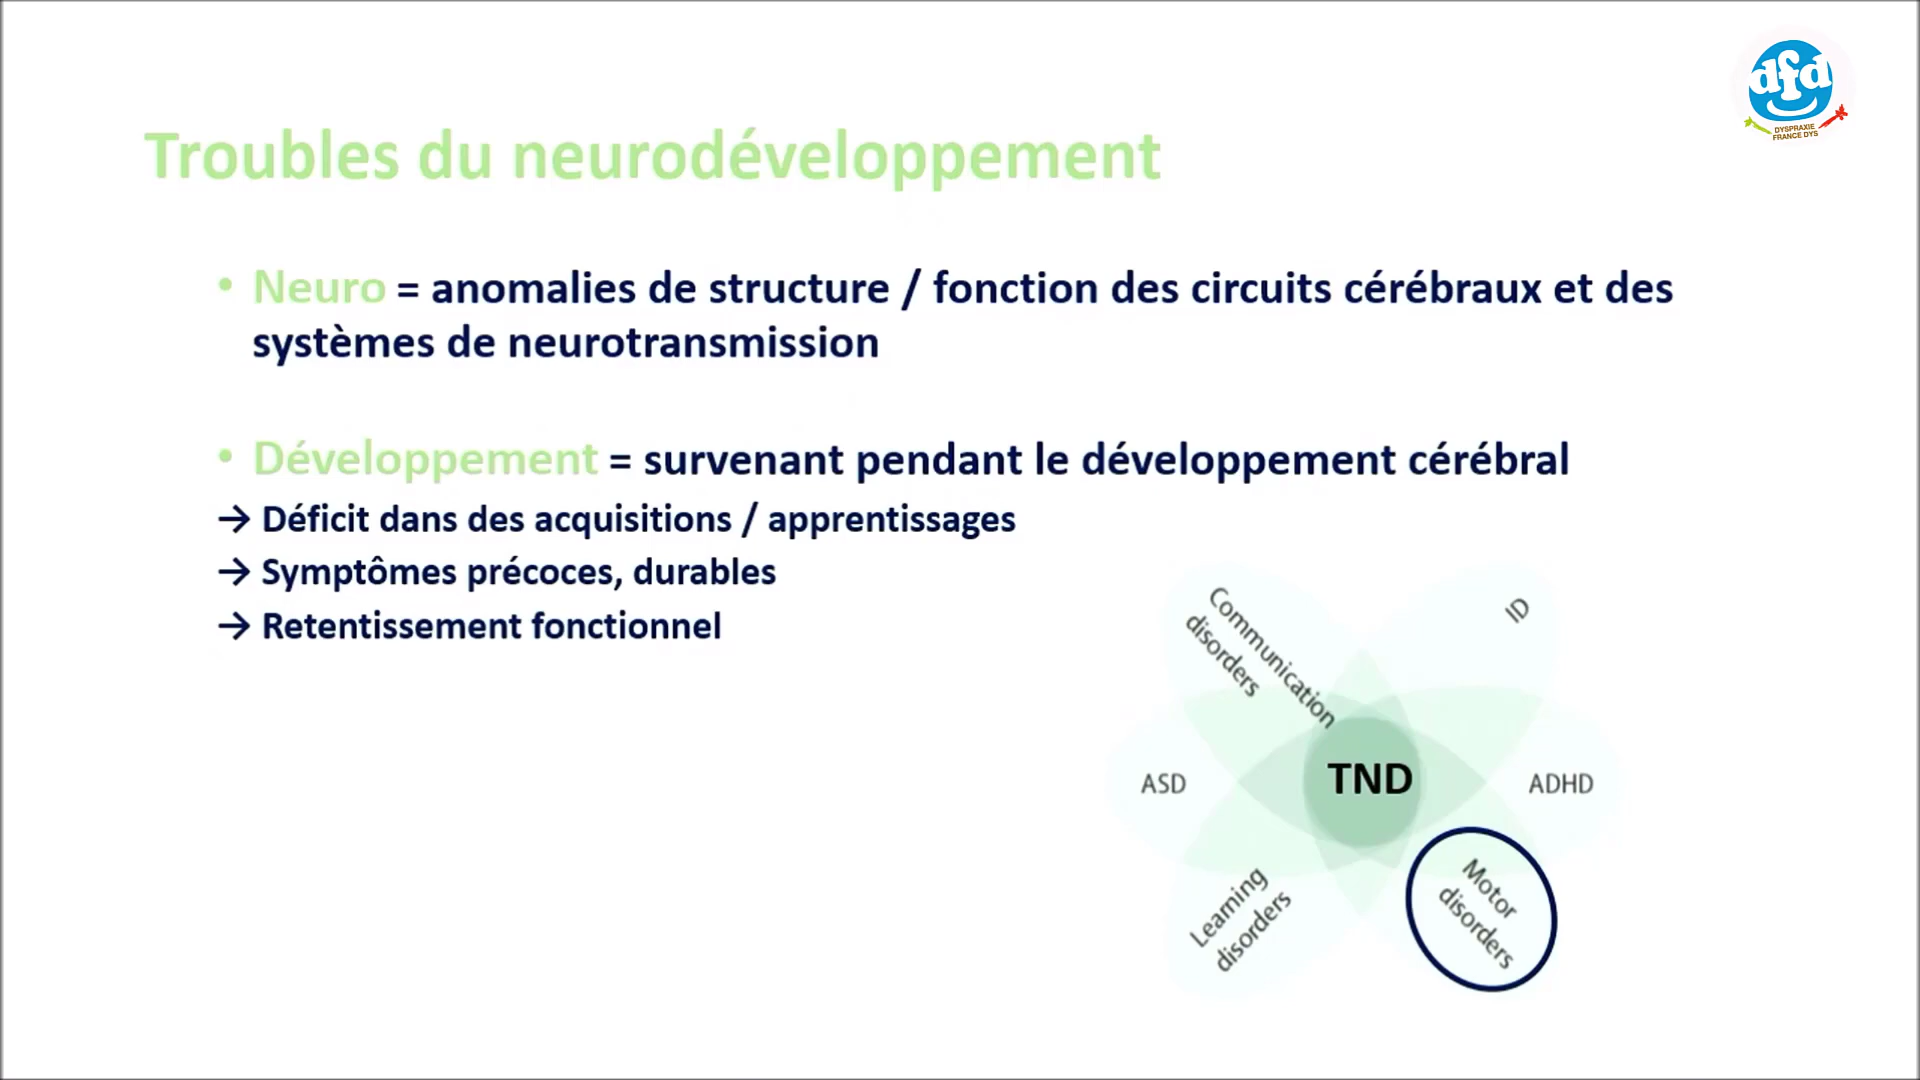 dfd
DYSPRAXIE
FRANCE DYS
Troubles du neurodéveloppement
• Neuro = anomalies de structure / fonction des circuits cérébraux et des
systèmes de neurotransmission
• Développement = survenant pendant le développement cérébral
→ Déficit dans des acquisitions / apprentissages
→ Symptômes précoces, durables
→ Retentissement fonctionnel
Communication
disorders
ID
ASD
TND
ADHD
Learning
disorders
Motor
disorders